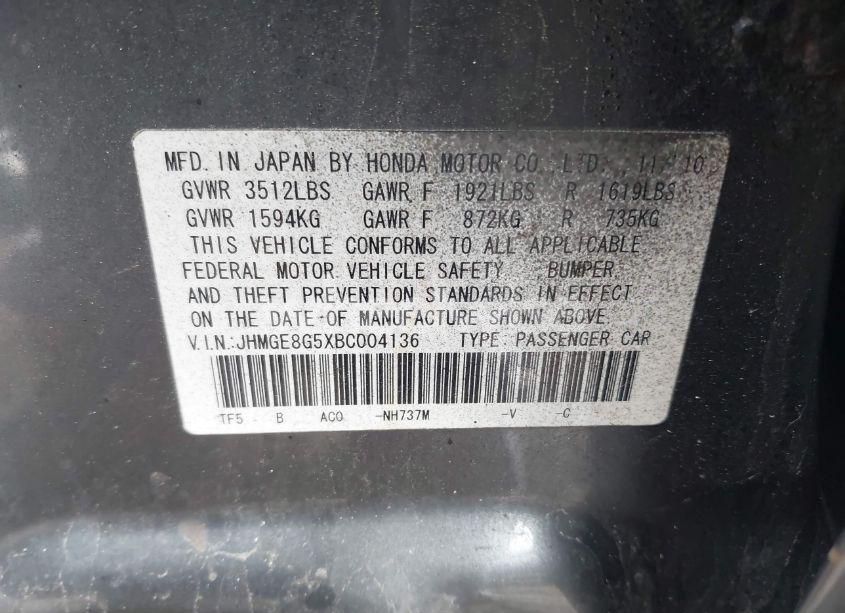 MFD. IN JAPAN BY HONDA MOTOR CO., LTD. 11/10
GVWR 3512LBS GAWR F 1921LBS R 1619LBS
GVWR 1594KG GAWR F 872KG R 735KG
THIS VEHICLE CONFORMS TO ALL APPLICABLE
FEDERAL MOTOR VEHICLE SAFETY, BUMPER,
AND THEFT PREVENTION STANDARDS IN EFFECT
ON THE DATE OF MANUFACTURE SHOWN ABOVE.
V.I.N.:JHMGE8G5XBC004136 TYPE: PASSENGER CAR
TF5 - B ACO -NH737M -V -C